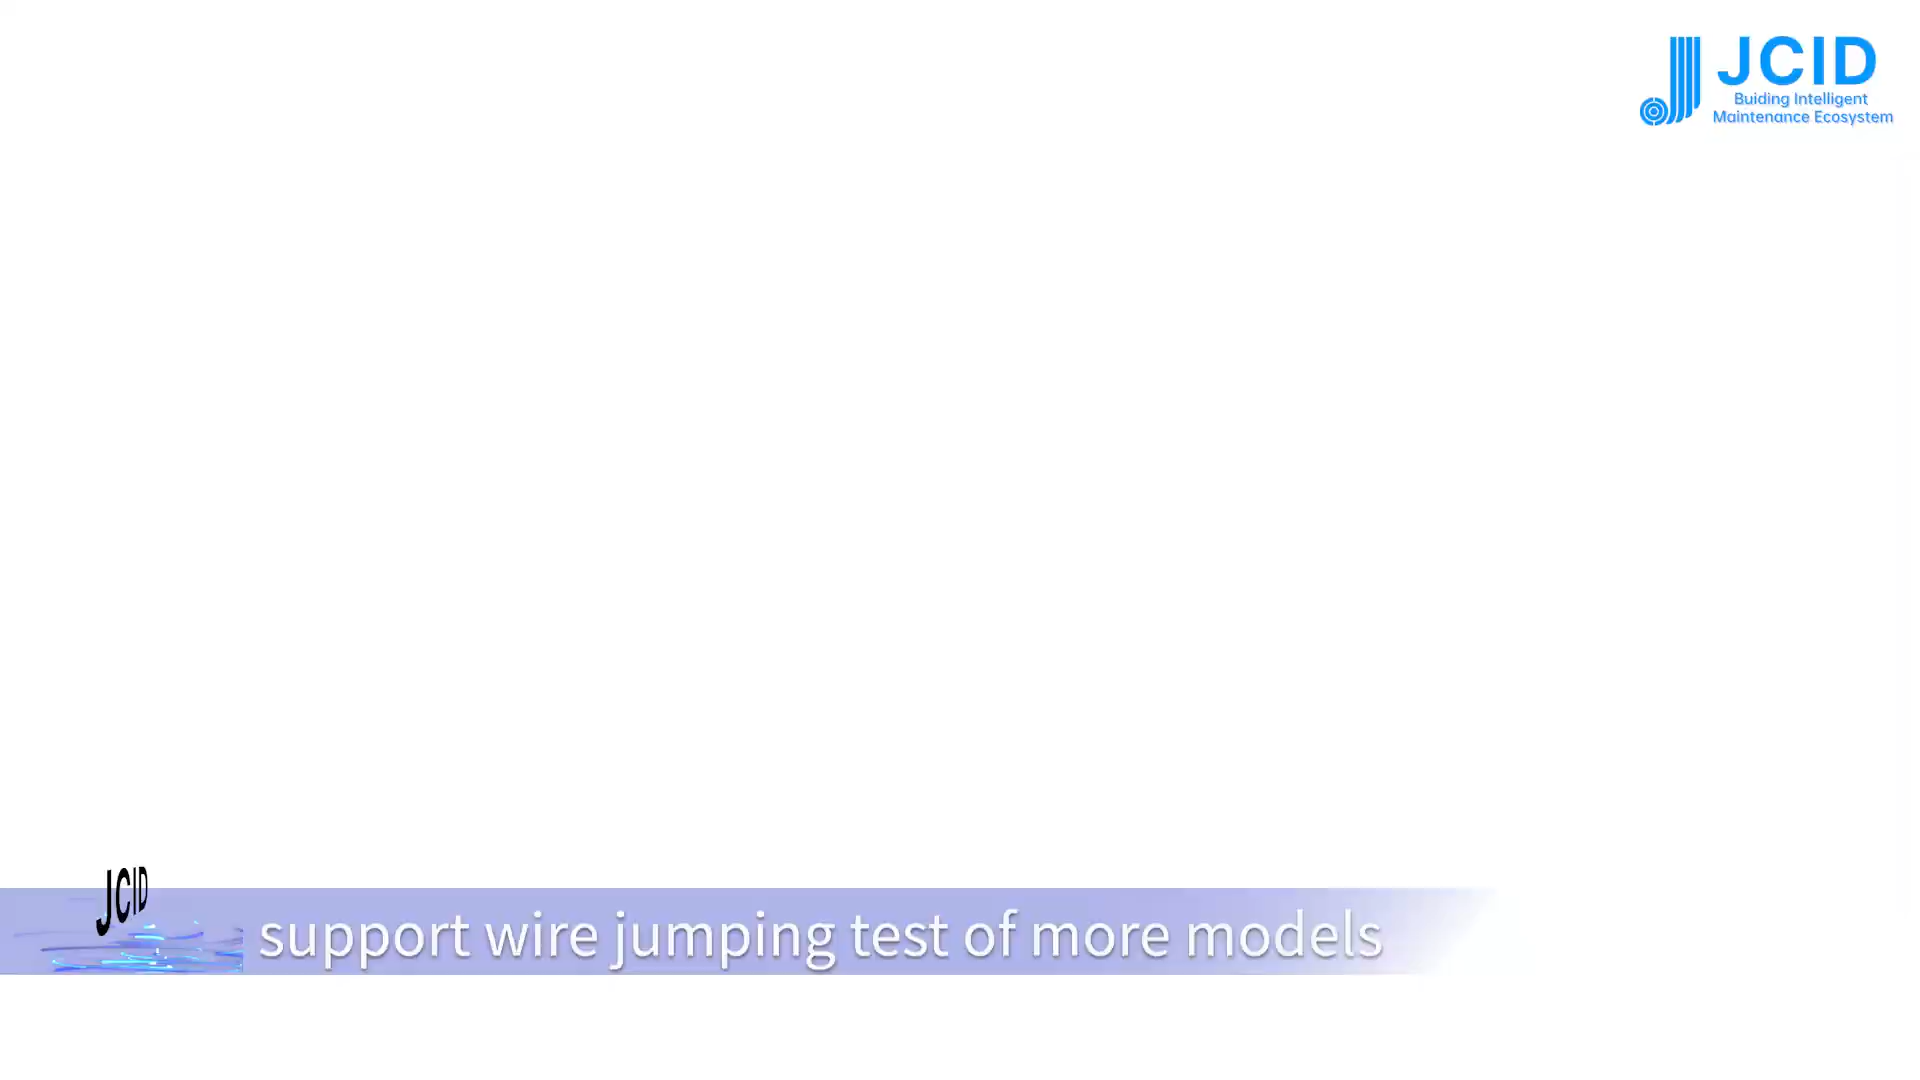 JCID
Buiding Intelligent
Maintenance Ecosystem
JCID
support wire jumping test of more models